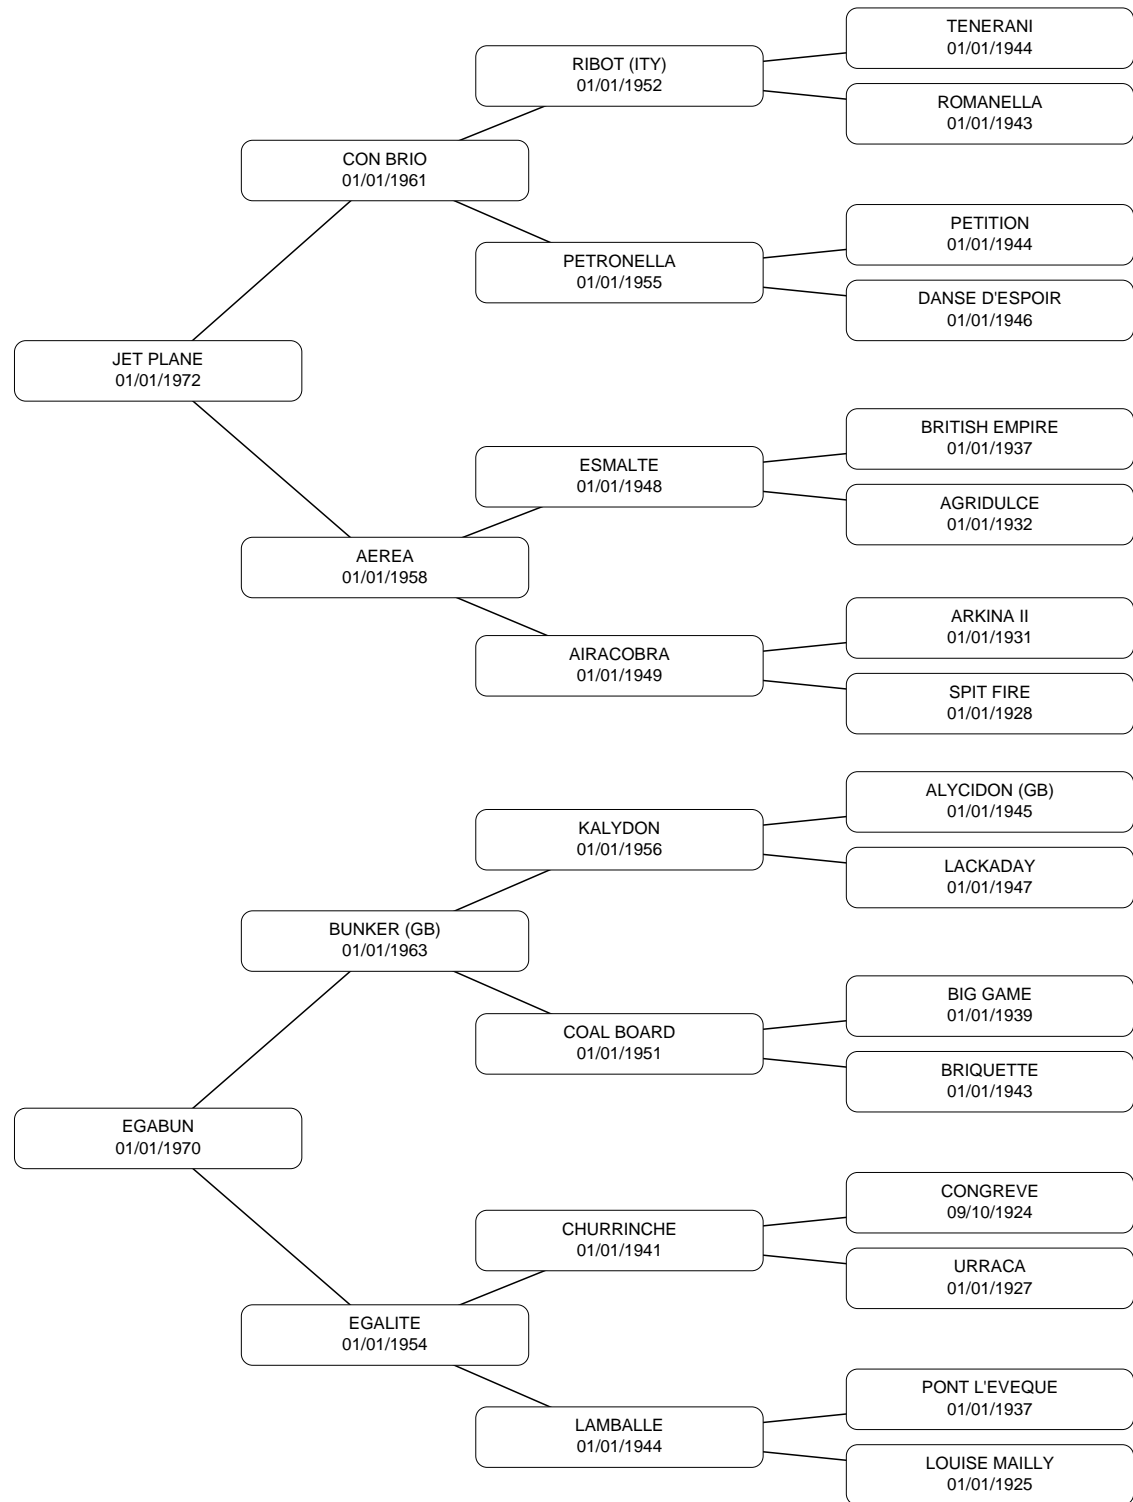 TENERANI
01/01/1944
RIBOT (ITY)
01/01/1952
ROMANELLA
01/01/1943
CON BRIO
01/01/1961
PETITION
01/01/1944
PETRONELLA
01/01/1955
DANSE D'ESPOIR
01/01/1946
JET PLANE
01/01/1972
BRITISH EMPIRE
01/01/1937
ESMALTE
01/01/1948
AGRIDULCE
01/01/1932
AEREA
01/01/1958
ARKINA II
01/01/1931
AIRACOBRA
01/01/1949
SPIT FIRE
01/01/1928
ALYCIDON (GB)
01/01/1945
KALYDON
01/01/1956
LACKADAY
01/01/1947
BUNKER (GB)
01/01/1963
BIG GAME
01/01/1939
COAL BOARD
01/01/1951
BRIQUETTE
01/01/1943
EGABUN
01/01/1970
CONGREVE
09/10/1924
CHURRINCHE
01/01/1941
URRACA
01/01/1927
EGALITE
01/01/1954
PONT L'EVEQUE
01/01/1937
LAMBALLE
01/01/1944
LOUISE MAILLY
01/01/1925